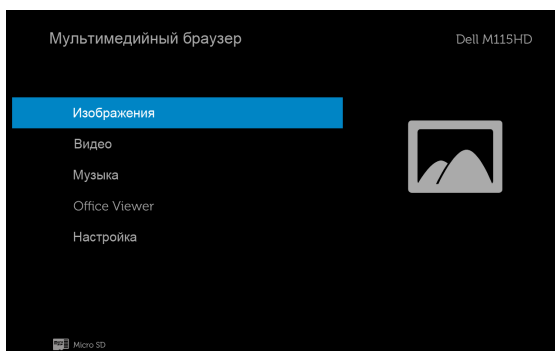 Мультимедийный браузер
Dell M115HD
Изображения
Видео
Музыка
Office Viewer
Настройка
Micro SD